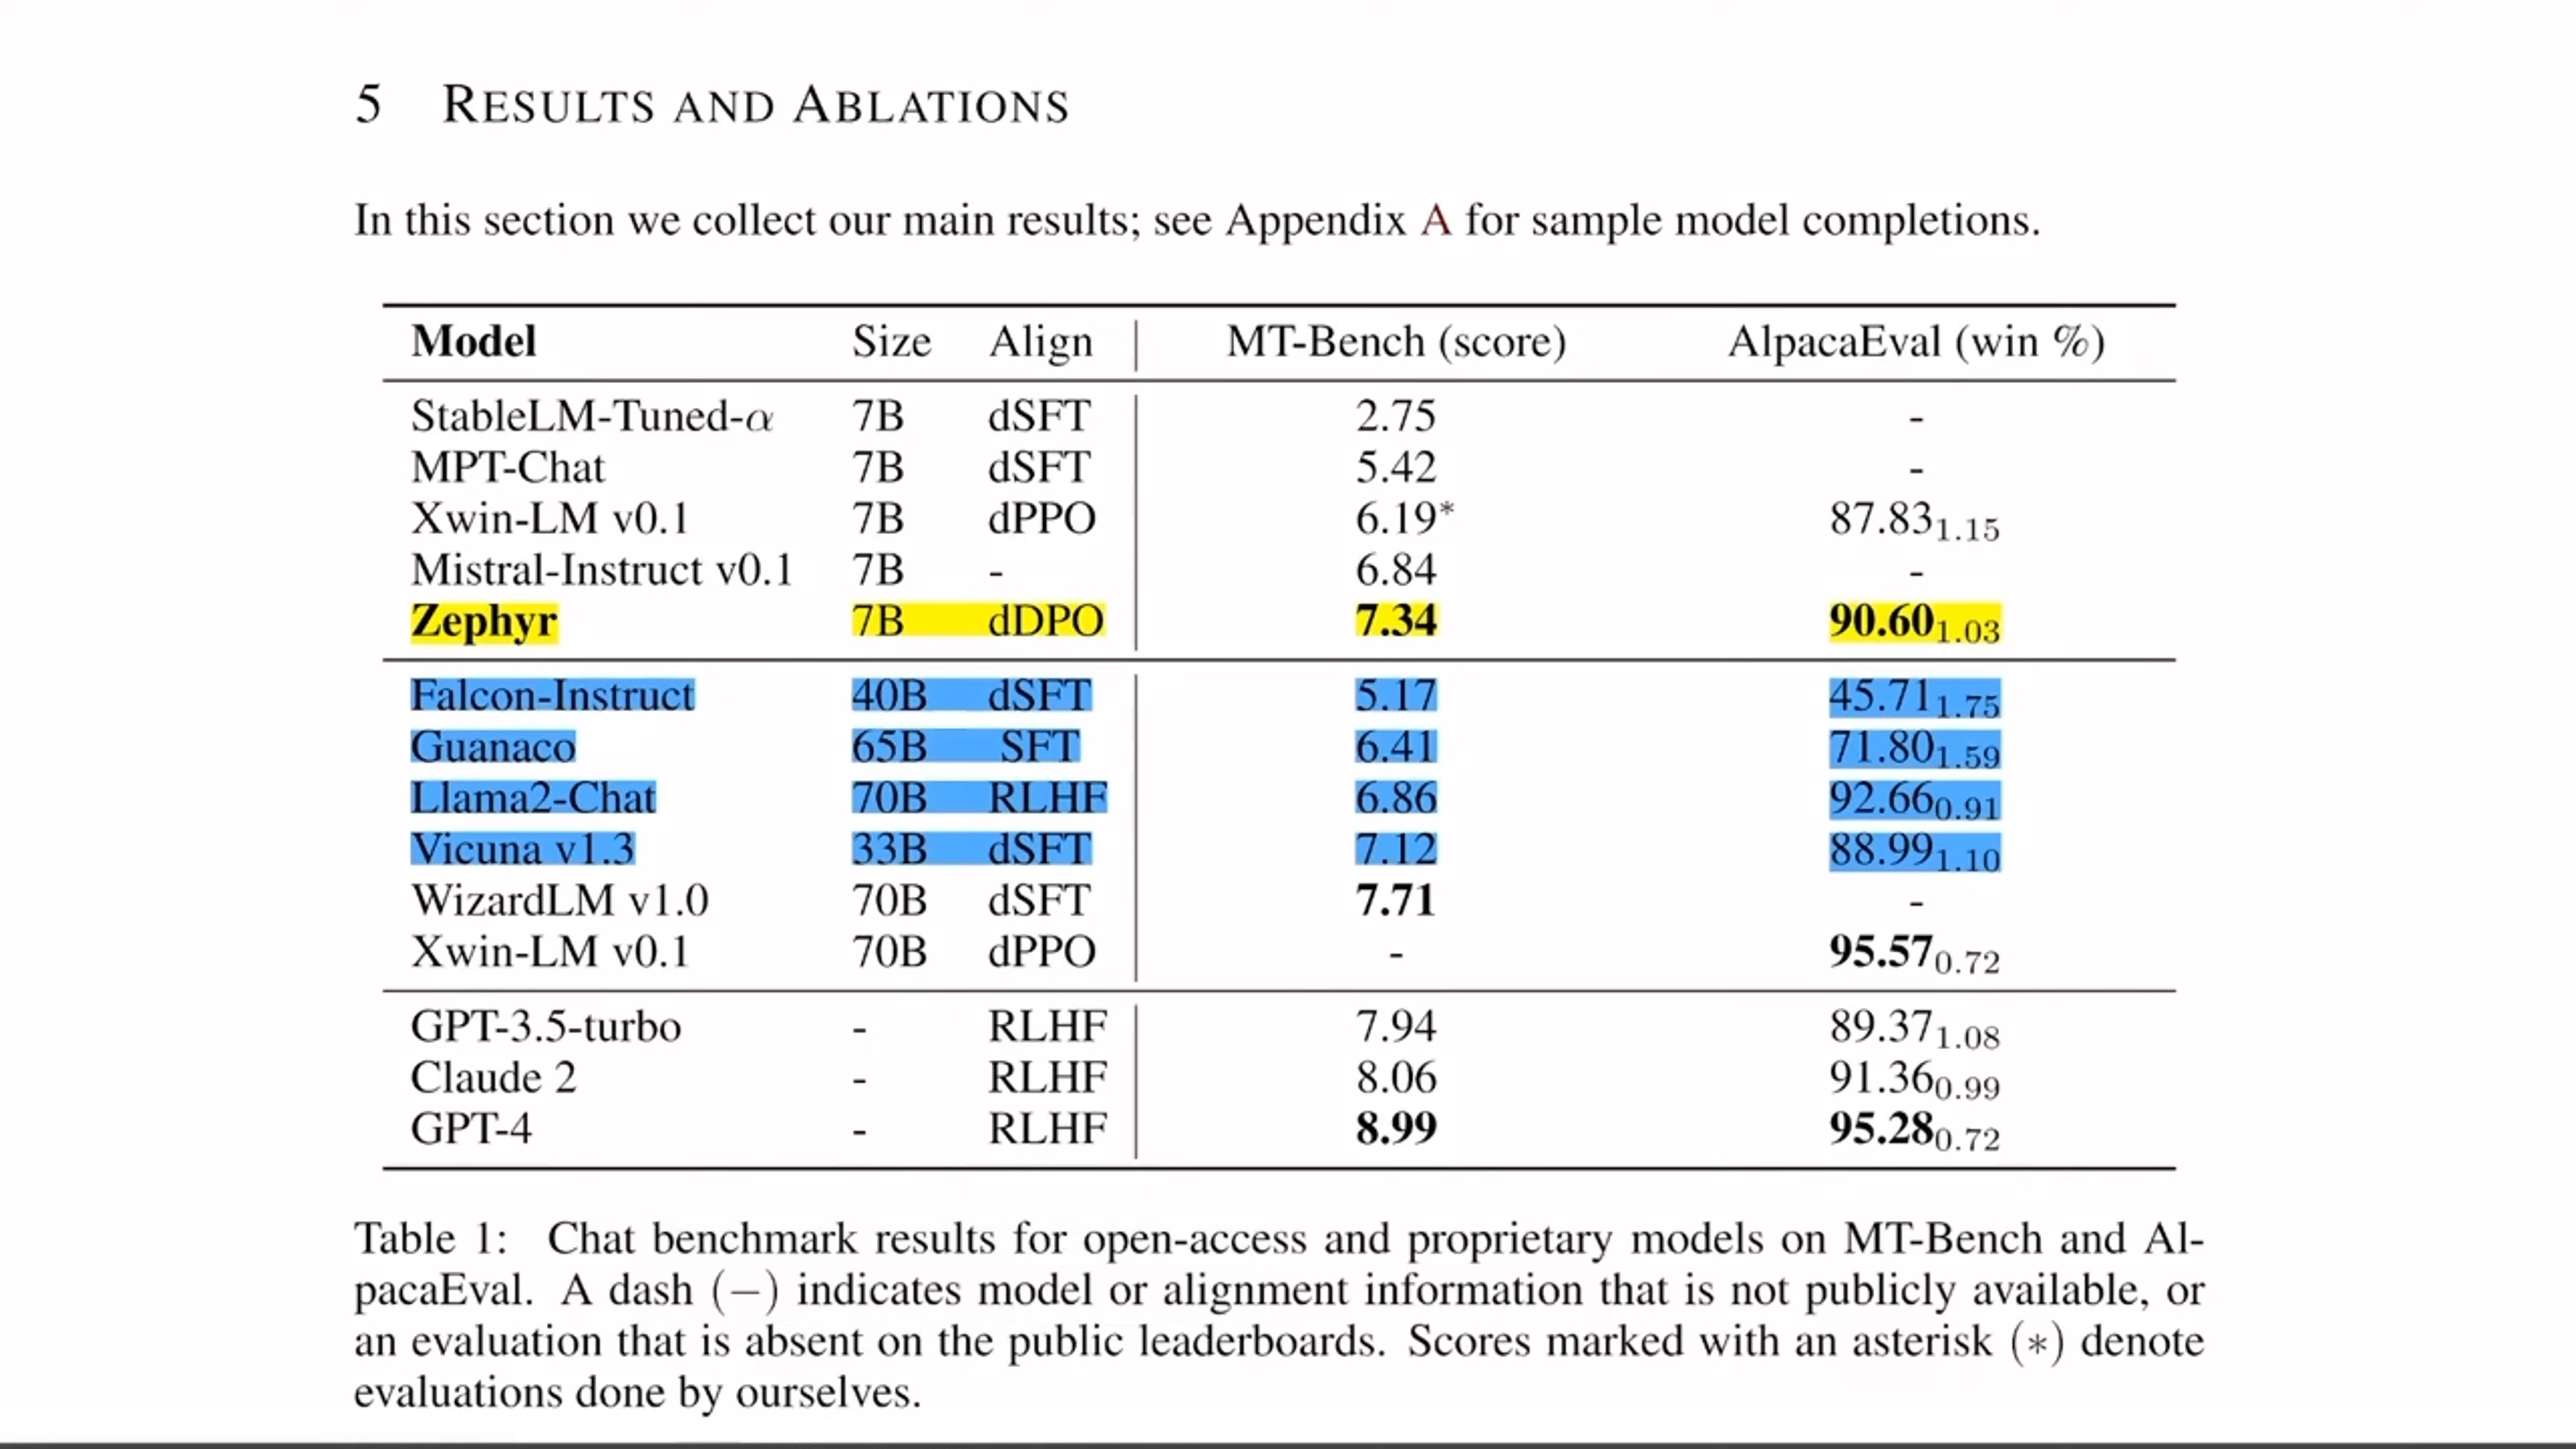 5 RESULTS AND ABLATIONS
In this section we collect our main results; see Appendix A for sample model completions.
Model Size Align MT-Bench (score) AlpacaEval (win %)
StableLM-Tuned-α 7B dSFT 2.75 -
MPT-Chat 7B dSFT 5.42 -
Xwin-LM v0.1 7B dPPO 6.19* 87.83 1.15
Mistral-Instruct v0.1 7B - 6.84 -
Zephyr 7B dDPO 7.34 90.60 1.03
Falcon-Instruct 40B dSFT 5.17 45.71 1.75
Guanaco 65B SFT 6.41 71.80 1.59
Llama2-Chat 70B RLHF 6.86 92.66 0.91
Vicuna v1.3 33B dSFT 7.12 88.99 1.10
WizardLM v1.0 70B dSFT 7.71 -
Xwin-LM v0.1 70B dPPO - 95.57 0.72
GPT-3.5-turbo - RLHF 7.94 89.37 1.08
Claude 2 - RLHF 8.06 91.36 0.99
GPT-4 - RLHF 8.99 95.28 0.72
Table 1: Chat benchmark results for open-access and proprietary models on MT-Bench and Al-
pacaEval. A dash (−) indicates model or alignment information that is not publicly available, or
an evaluation that is absent on the public leaderboards. Scores marked with an asterisk (∗) denote
evaluations done by ourselves.